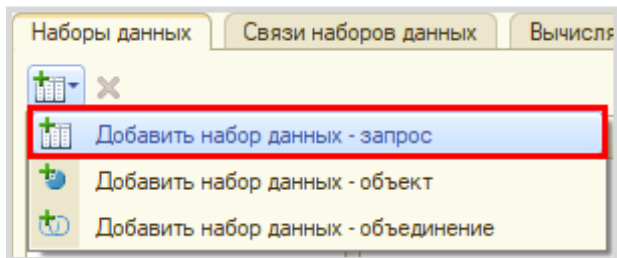 Наборы данных Связи наборов данных Вычисля
Добавить набор данных - запрос
Добавить набор данных - объект
Добавить набор данных - объединение